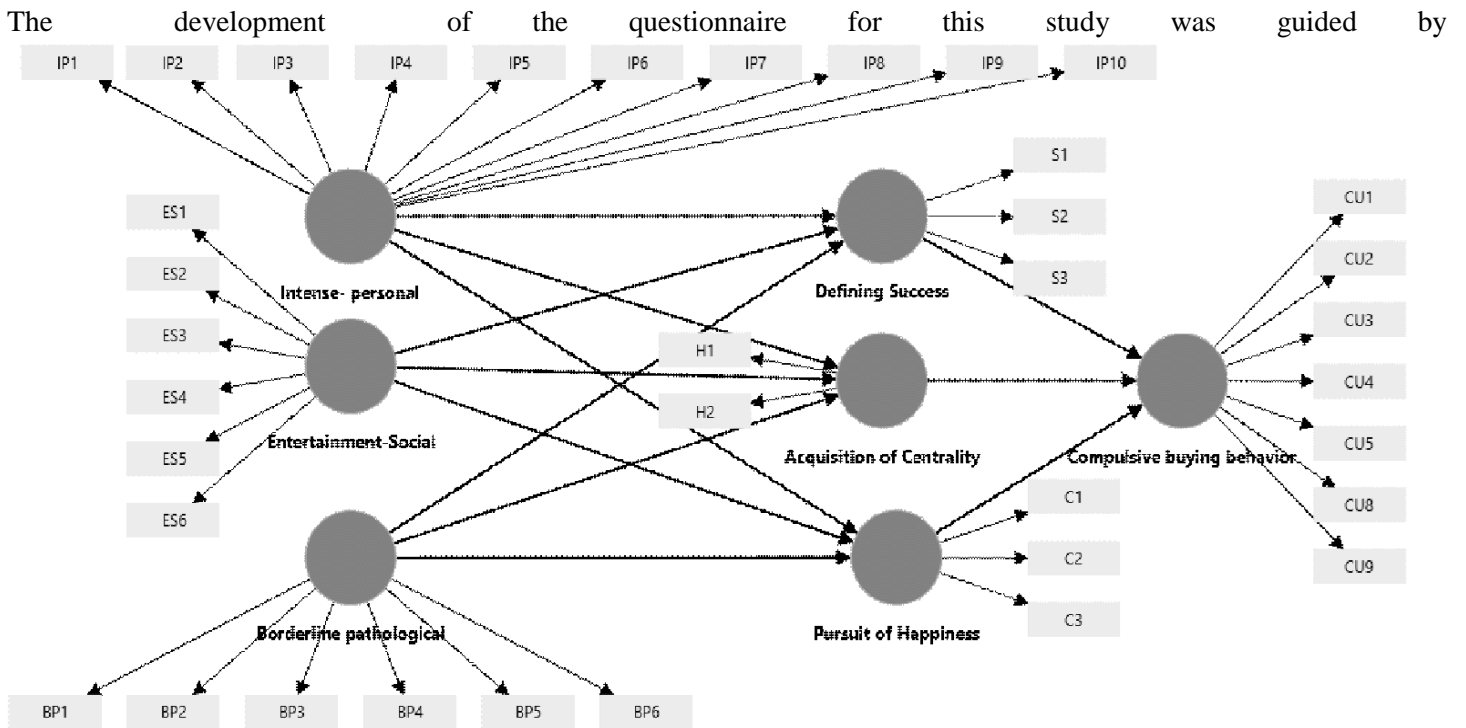 The development of the questionnaire for this study was guided by
IP1 IP2 IP3 IP4 IP5 IP6 IP7 IP8 IP9 IP10
S1
CU1
ES1
S2
CU2
ES2
S3
Intense- personal
Defining Success
CU3
ES3
H1
CU4
ES4
H2
Entertainment-Social
CU5
ES5
Acquisition of Centrality
Compulsive buying behavior
C1
CU8
ES6
C2
CU9
C3
Borderline pathological
Pursuit of Happiness
BP1 BP2 BP3 BP4 BP5 BP6